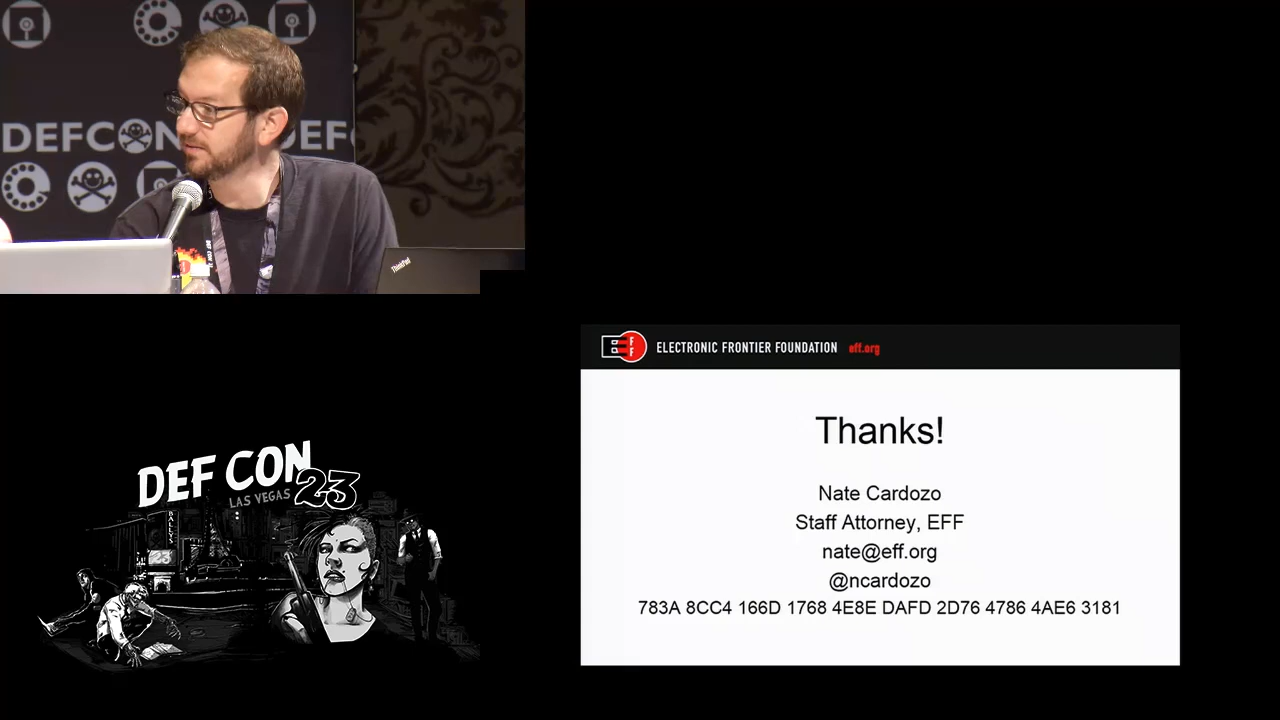 DEFCON DEFC
ThinkPad
ELECTRONIC FRONTIER FOUNDATION eff.org
Thanks!
Nate Cardozo
Staff Attorney, EFF
nate@eff.org
@ncardozo
783A 8CC4 166D 1768 4E8E DAFD 2D76 4786 4AE6 3181
DEF CON
LAS VEGAS 23
BALLYS